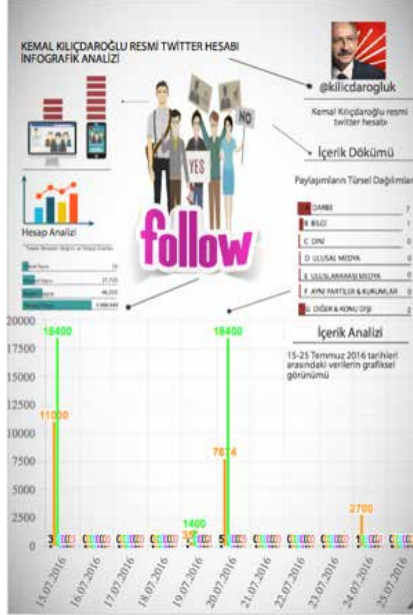 KEMAL KILIÇDAROĞLU RESMİ TWITTER HESABI
İNFOGRAFİK ANALİZİ
@kilicdarogluk
Kemal Kılıçdaroğlu resmi
twitter hesabı
NO
YES
follow
İçerik Dökümü
Paylaşımların Türsel Dağılımları
A DARBE 7
B BİLGİ 1
C DİNİ 0
D ULUSAL MEDYA 0
E ULUSLARARASI MEDYA 0
F AYNI PARTİLER & KURUMLAR 0
G DİĞER & KONU DIŞI 2
Hesap Analizi
İçerik Analizi
15-25 Temmuz 2016 tarihleri
arasındaki verilerin grafiksel
görünümü
20000
17500
15000
12500
10000
7500
5000
2500
0
18400
11000
1400
18400
7674
2700
15.07.2016
16.07.2016
17.07.2016
18.07.2016
19.07.2016
20.07.2016
21.07.2016
22.07.2016
23.07.2016
24.07.2016
25.07.2016